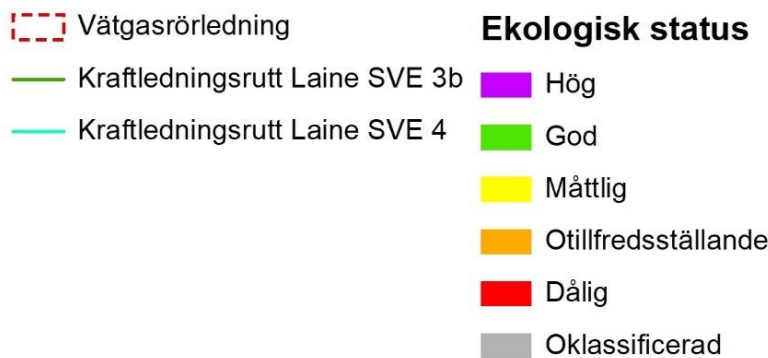 Vätgasrörledning
Kraftledningsrutt Laine SVE 3b
Kraftledningsrutt Laine SVE 4
Ekologisk status
Hög
God
Måttlig
Otillfredsställande
Dålig
Oklassificerad